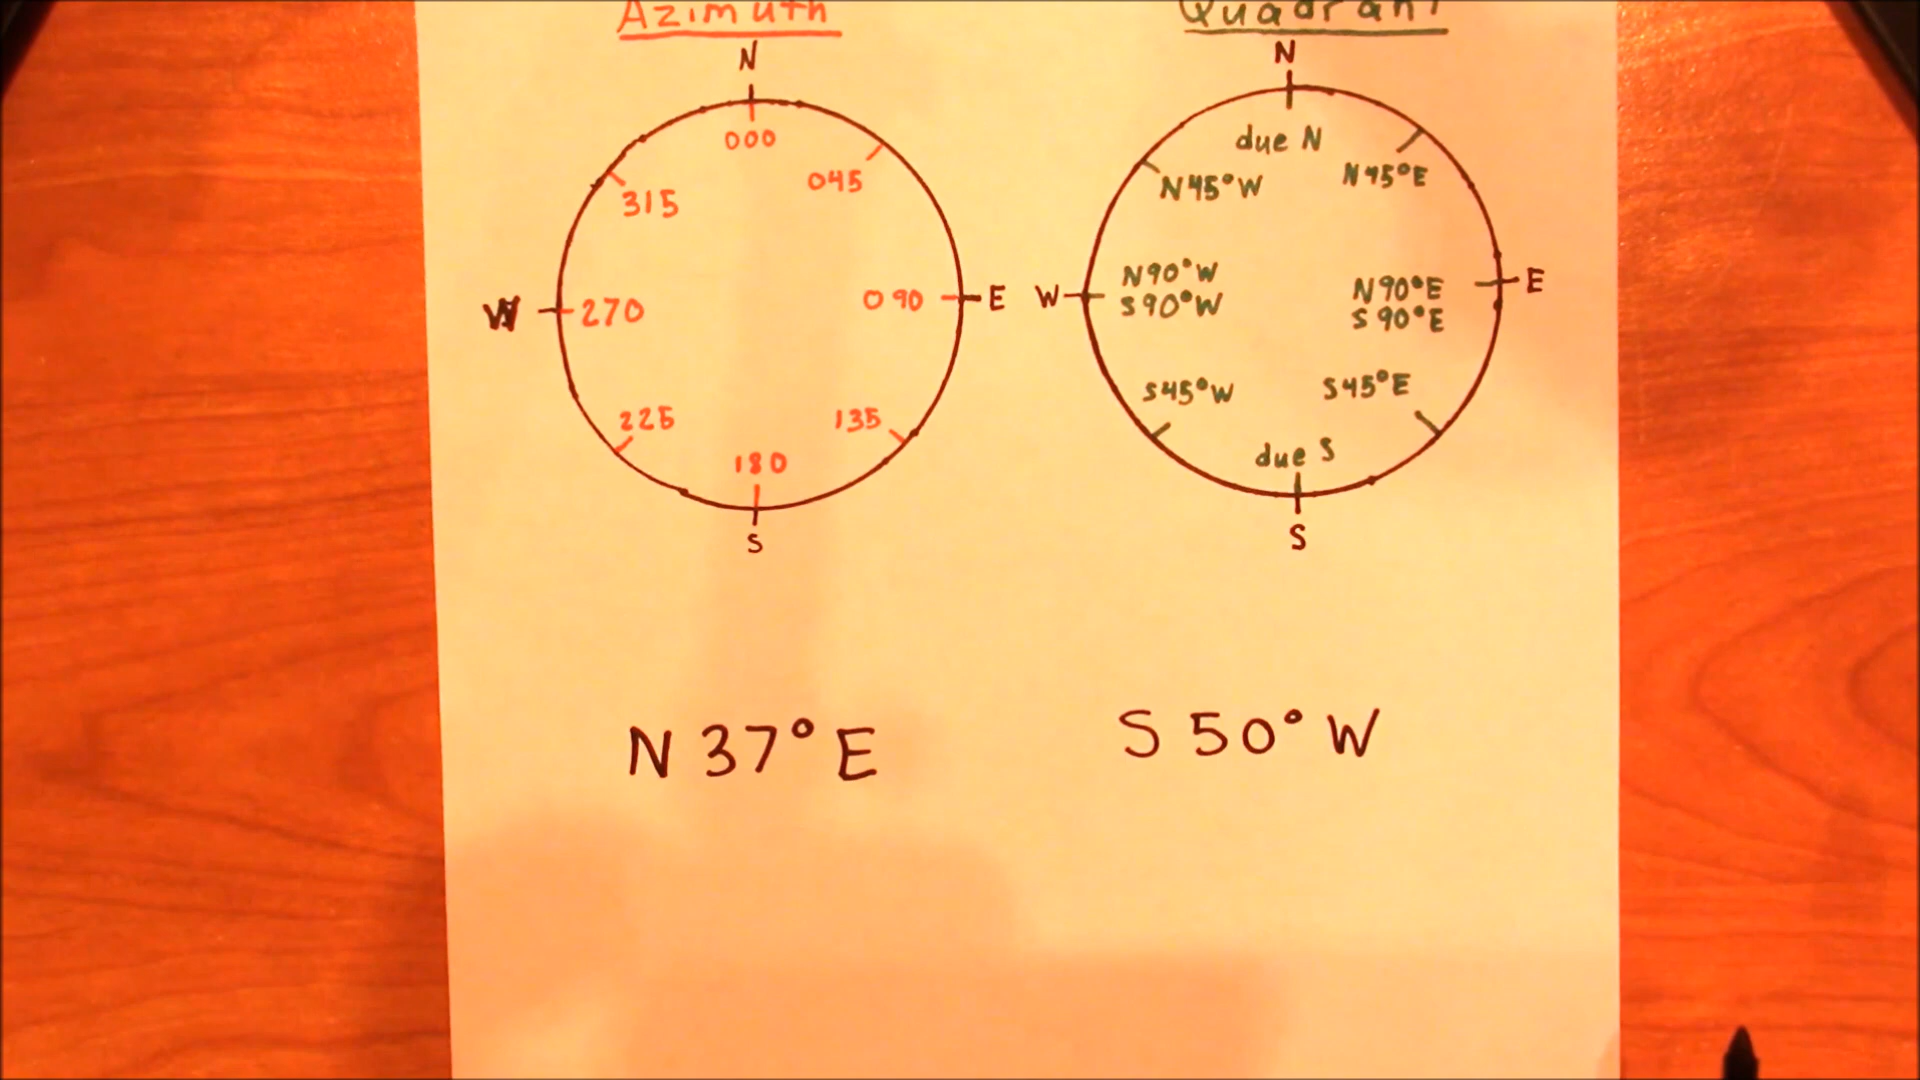 Azimuth
N
000
045
315
W
270
090
E
225
135
180
S
Quadrant
N
due N
N45°W
N45°E
W
N90°W
S90°W
N90°E
S90°E
E
S45°W
S45°E
due S
S
N 37° E
S 50° W